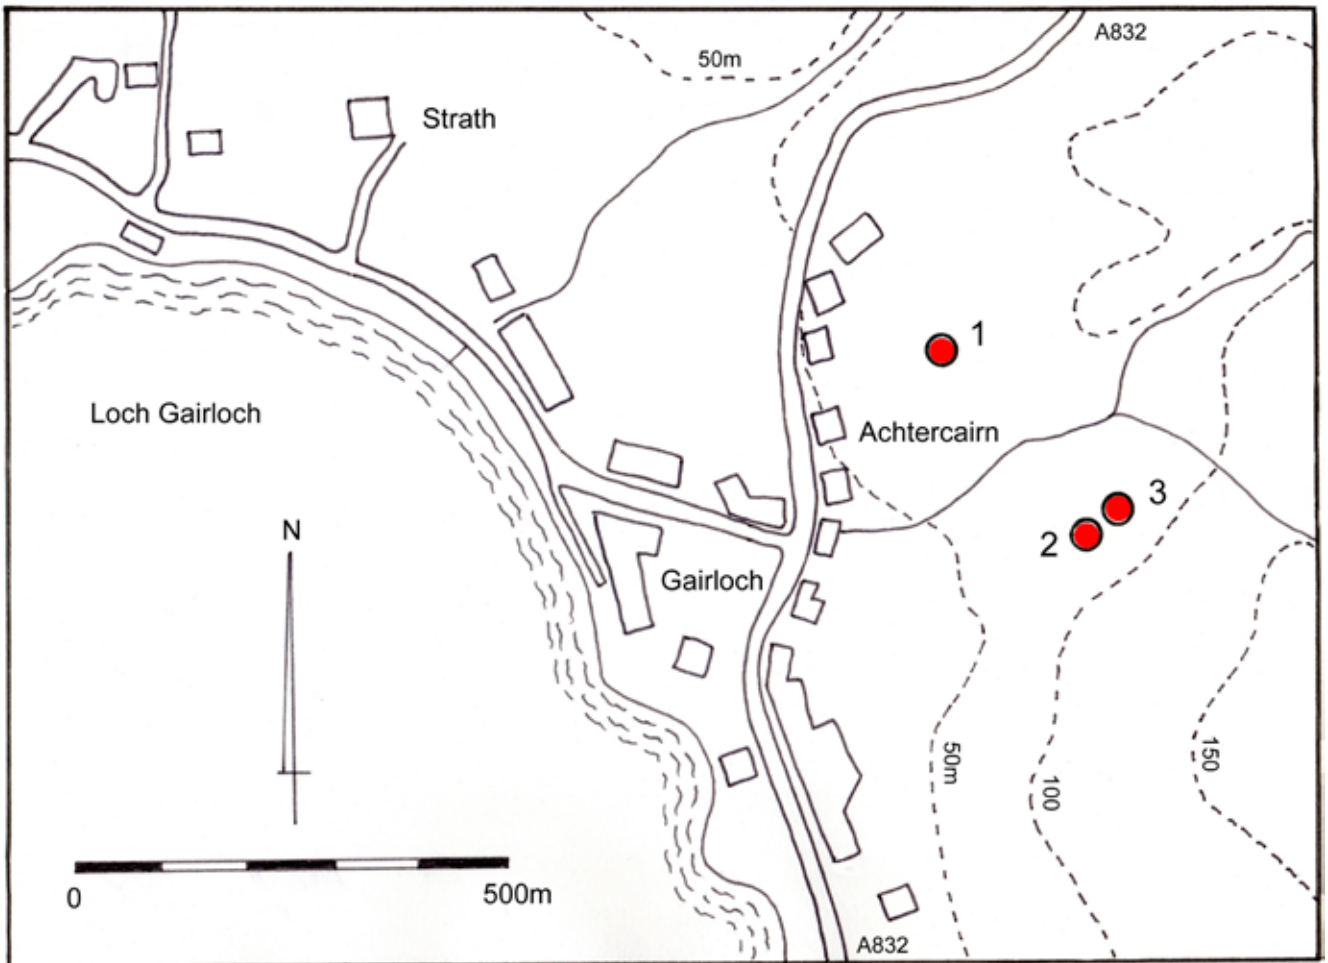 A832
50m
Strath
1
Loch Gairloch
Achtercairn
3
2
N
Gairloch
50m
150
100
0
500m
A832